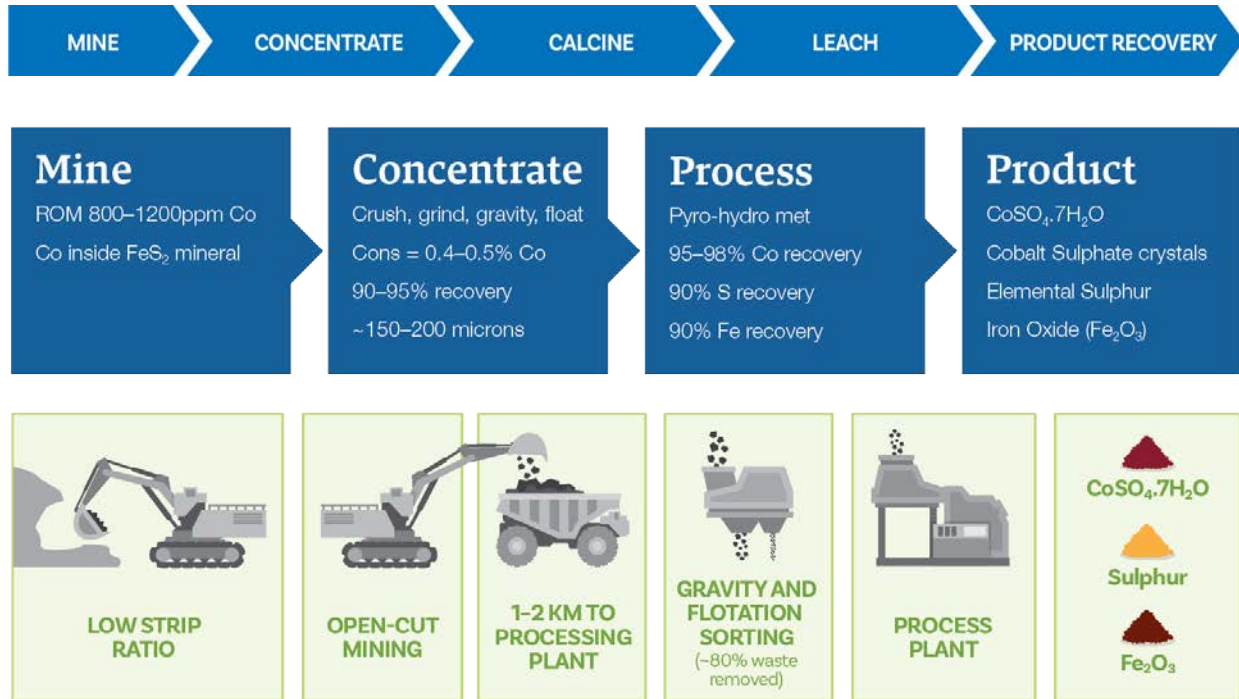 MINE
CONCENTRATE
CALCINE
LEACH
PRODUCT RECOVERY
Mine
ROM 800–1200ppm Co
Co inside FeS₂ mineral
Concentrate
Crush, grind, gravity, float
Cons = 0.4–0.5% Co
90–95% recovery
~150–200 microns
Process
Pyro-hydro met
95–98% Co recovery
90% S recovery
90% Fe recovery
Product
CoSO₄.7H₂O
Cobalt Sulphate crystals
Elemental Sulphur
Iron Oxide (Fe₂O₃)
LOW STRIP
RATIO
OPEN-CUT
MINING
1–2 KM TO
PROCESSING
PLANT
GRAVITY AND
FLOTATION
SORTING
(~80% waste
removed)
PROCESS
PLANT
CoSO₄.7H₂O
Sulphur
Fe₂O₃